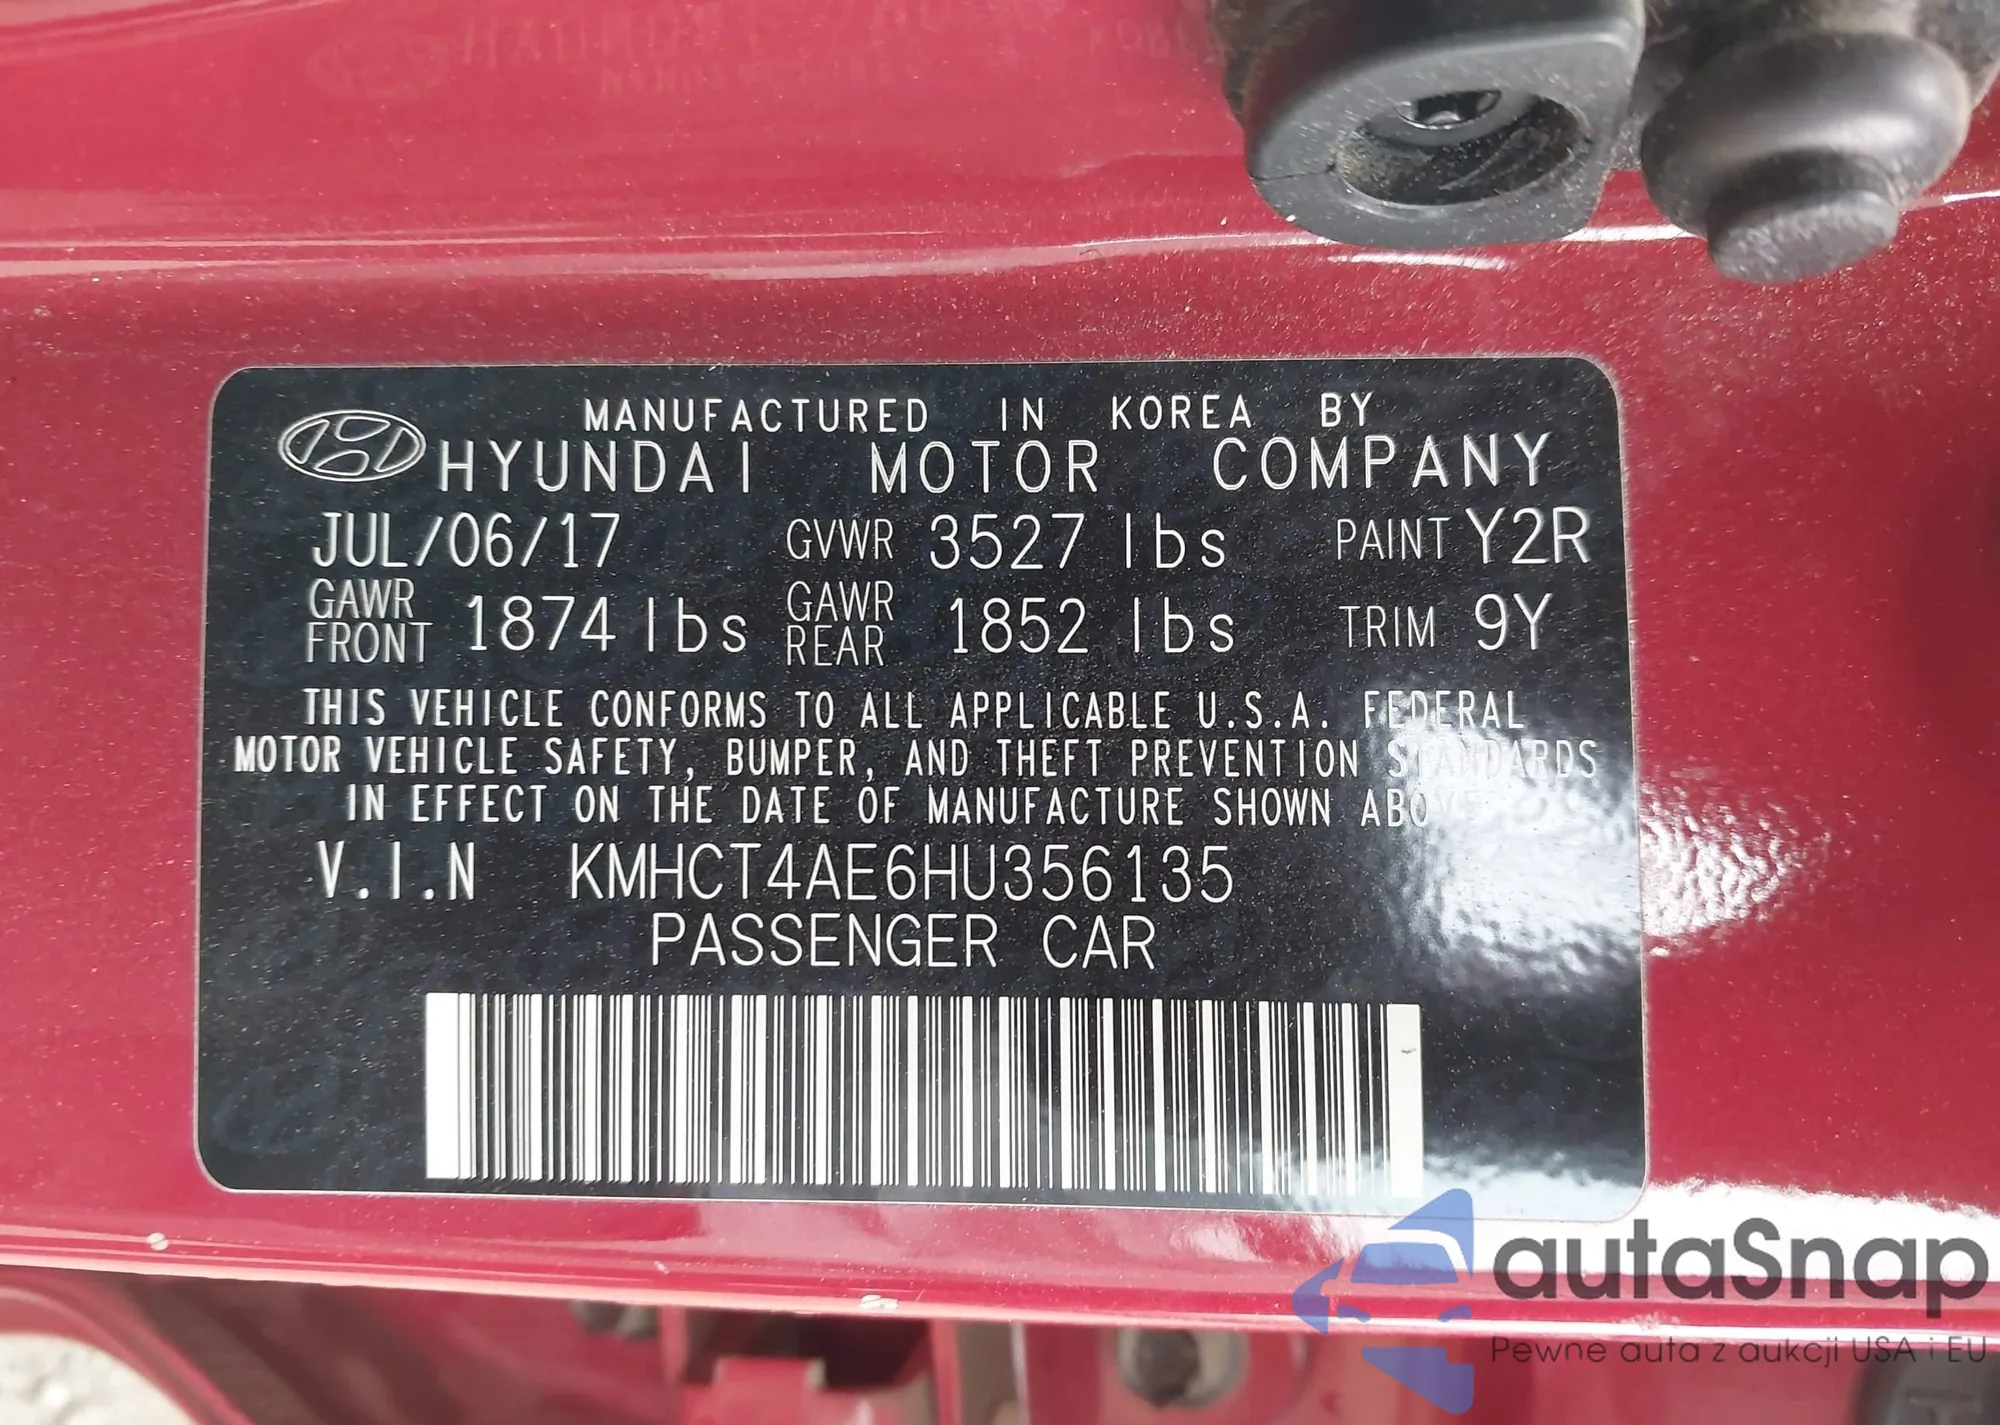 MANUFACTURED IN KOREA BY
HYUNDAI MOTOR COMPANY
JUL/06/17 GVWR 3527 lbs PAINT Y2R
GAWR FRONT 1874 lbs GAWR REAR 1852 lbs TRIM 9Y
THIS VEHICLE CONFORMS TO ALL APPLICABLE U.S.A. FEDERAL
MOTOR VEHICLE SAFETY, BUMPER, AND THEFT PREVENTION STANDARDS
IN EFFECT ON THE DATE OF MANUFACTURE SHOWN ABOVE.
V.I.N KMHCT4AE6HU356135
PASSENGER CAR
autaSnap
Pewne auta z aukcji USA i EU